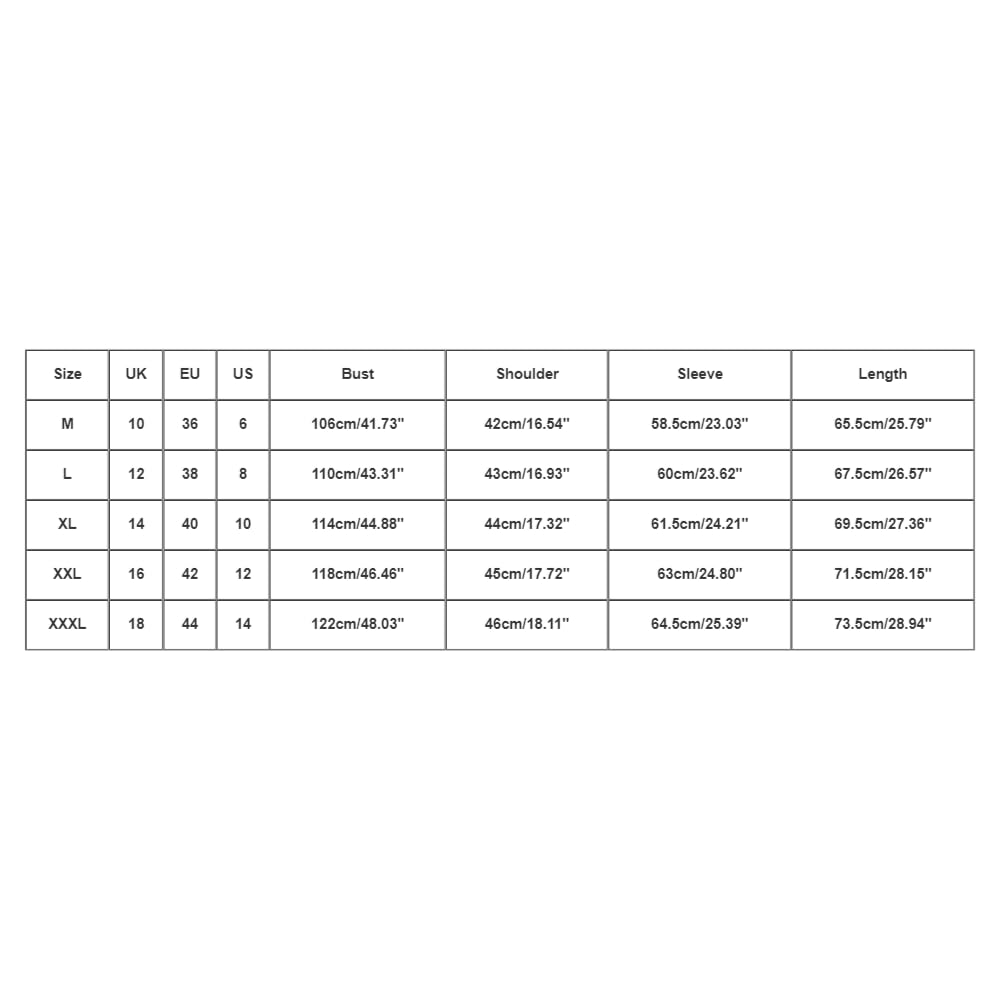 Size UK EU US Bust Shoulder Sleeve Length
M 10 36 6 106cm/41.73" 42cm/16.54" 58.5cm/23.03" 65.5cm/25.79"
L 12 38 8 110cm/43.31" 43cm/16.93" 60cm/23.62" 67.5cm/26.57"
XL 14 40 10 114cm/44.88" 44cm/17.32" 61.5cm/24.21" 69.5cm/27.36"
XXL 16 42 12 118cm/46.46" 45cm/17.72" 63cm/24.80" 71.5cm/28.15"
XXXL 18 44 14 122cm/48.03" 46cm/18.11" 64.5cm/25.39" 73.5cm/28.94"